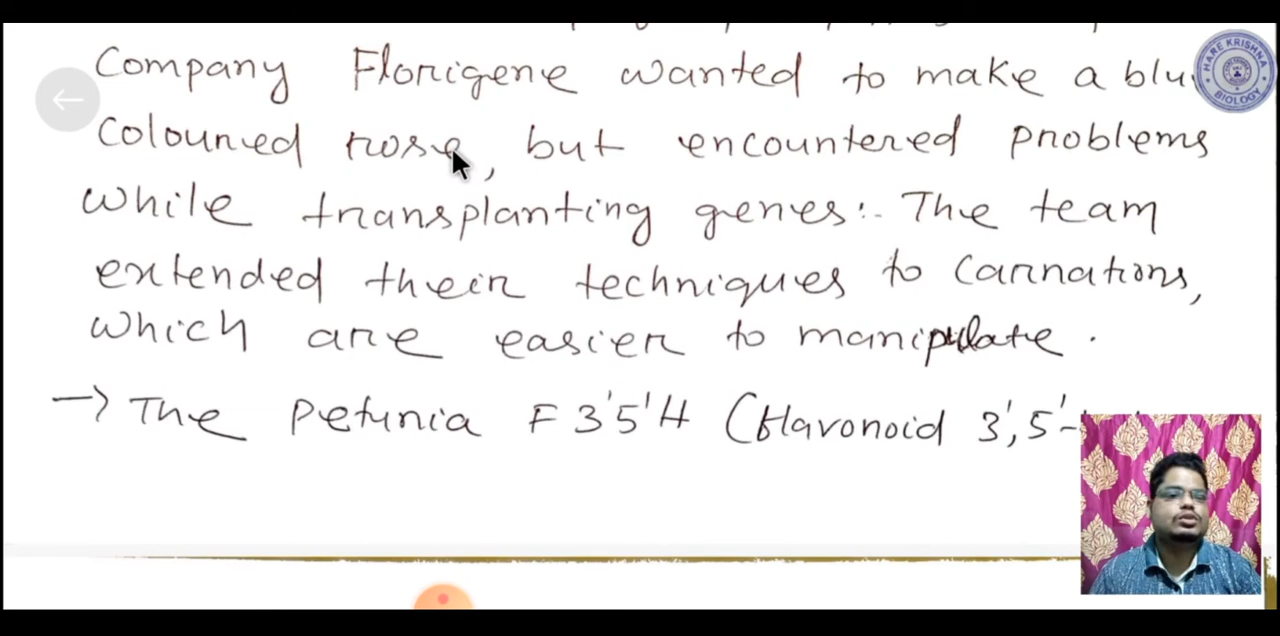 Company Florigene wanted to make a blu
coloured rose, but encountered problems
while transplanting genes:. The team
extended their techniques to carnations,
which are easier to manipulate.
→ The Petunia F3'5'H (flavonoid 3',5'-
HARE KRISHNA
BIOLOGY